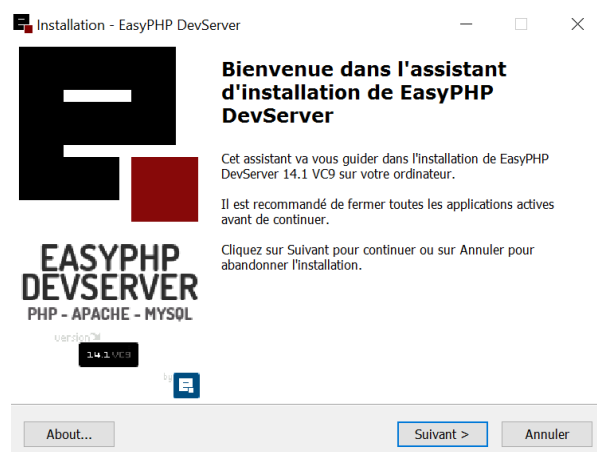 Installation - EasyPHP DevServer
Bienvenue dans l'assistant
d'installation de EasyPHP
DevServer
Cet assistant va vous guider dans l'installation de EasyPHP
DevServer 14.1 VC9 sur votre ordinateur.
Il est recommandé de fermer toutes les applications actives
avant de continuer.
Cliquez sur Suivant pour continuer ou sur Annuler pour
abandonner l'installation.
EASYPHP
DEVSERVER
PHP - APACHE - MYSQL
version
14.1 VC9
by
About...
Suivant >
Annuler